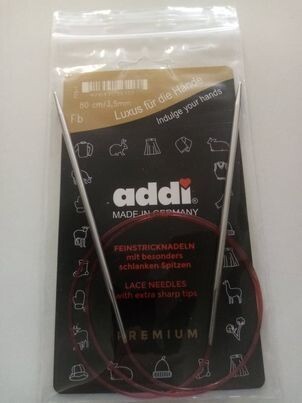 80 cm/2,5mm
Fb
Luxus für die Hände
Indulge your hands
addi®
MADE IN GERMANY
FEINSTRICKNADELN
mit besonders
schlanken Spitzen
LACE NEEDLES
with extra sharp tips
PREMIUM